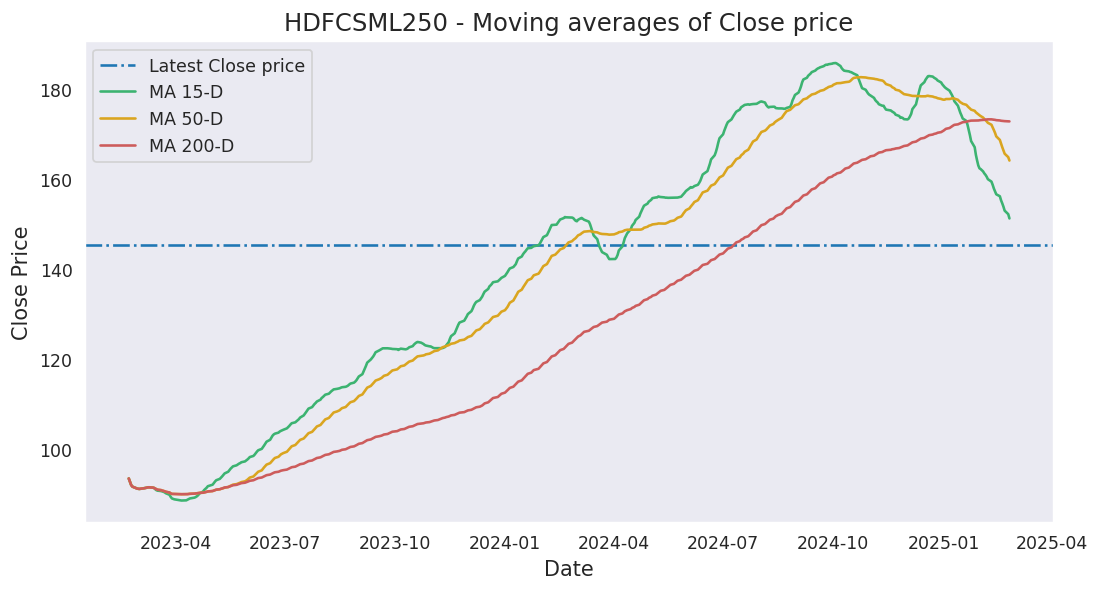 HDFCSML250 - Moving averages of Close price
Latest Close price
MA 15-D
MA 50-D
MA 200-D
Close Price
180
160
140
120
100
2023-04 2023-07 2023-10 2024-01 2024-04 2024-07 2024-10 2025-01 2025-04
Date